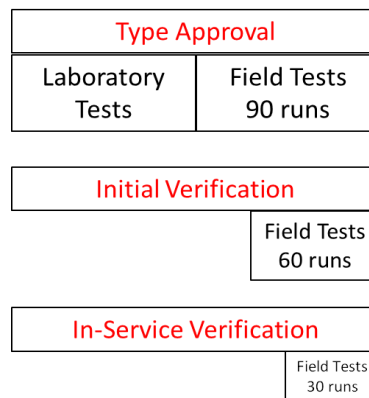 Type Approval
Laboratory Tests
Field Tests 90 runs
Initial Verification
Field Tests 60 runs
In-Service Verification
Field Tests 30 runs